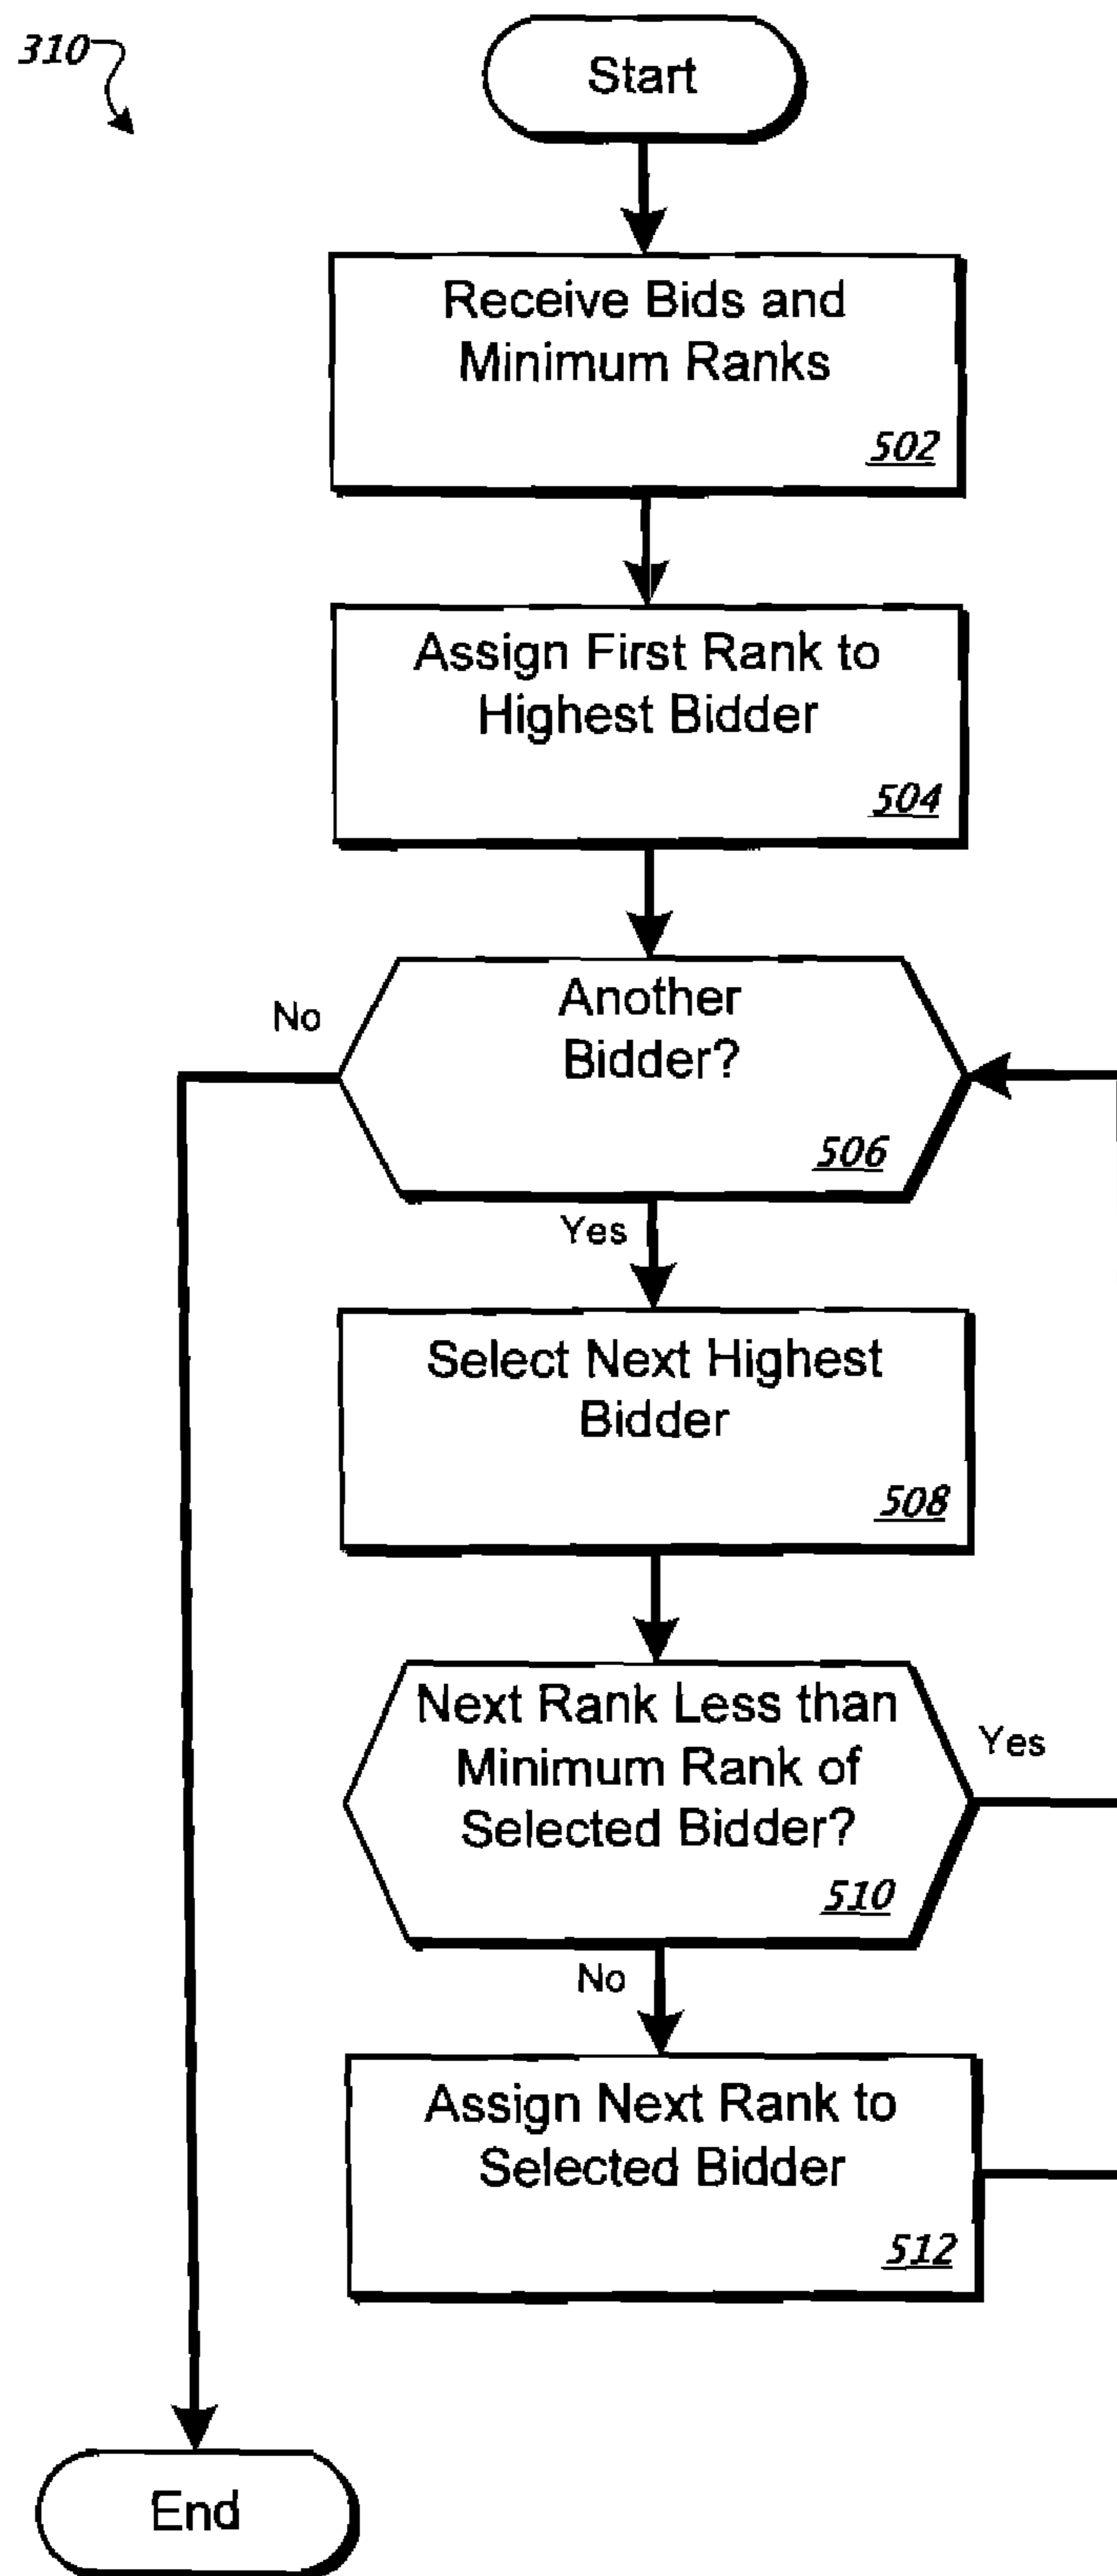 310
Start
Receive Bids and
Minimum Ranks
502
Assign First Rank to
Highest Bidder
504
Another
Bidder?
506
No
Yes
Select Next Highest
Bidder
508
Next Rank Less than
Minimum Rank of
Selected Bidder?
510
Yes
No
Assign Next Rank to
Selected Bidder
512
End